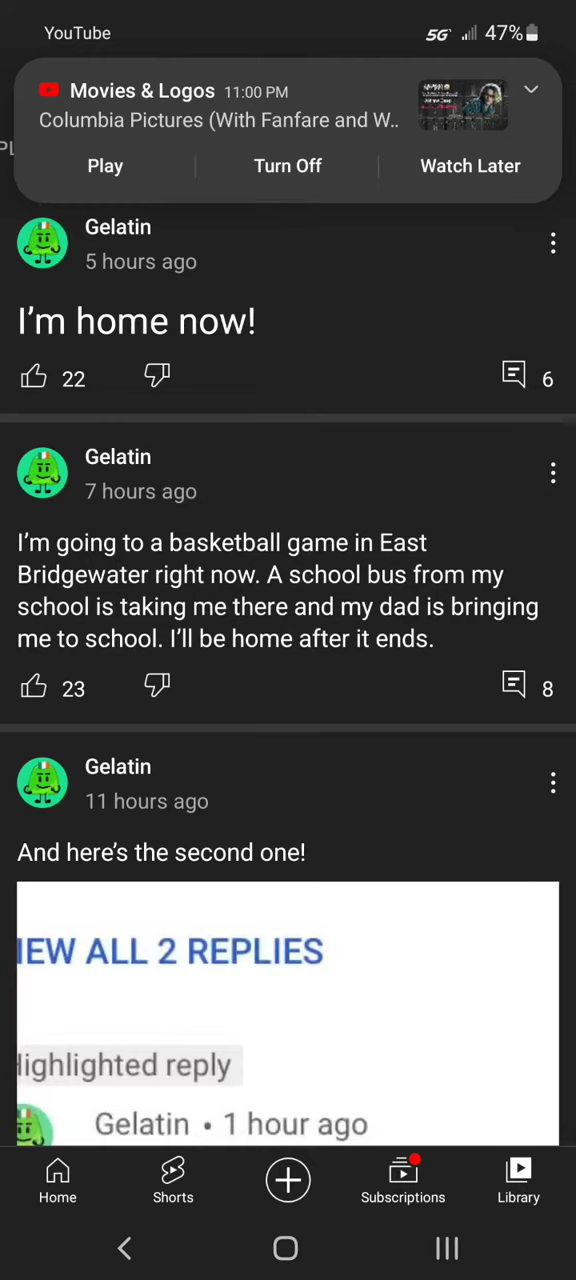 YouTube
5G 47%
Movies & Logos 11:00 PM
Columbia Pictures (With Fanfare and W..
Play
Turn Off
Watch Later
Gelatin
5 hours ago
I'm home now!
22
6
Gelatin
7 hours ago
I'm going to a basketball game in East
Bridgewater right now. A school bus from my
school is taking me there and my dad is bringing
me to school. I'll be home after it ends.
23
8
Gelatin
11 hours ago
And here's the second one!
IEW ALL 2 REPLIES
ighlighted reply
Gelatin • 1 hour ago
Home
Shorts
Subscriptions
Library